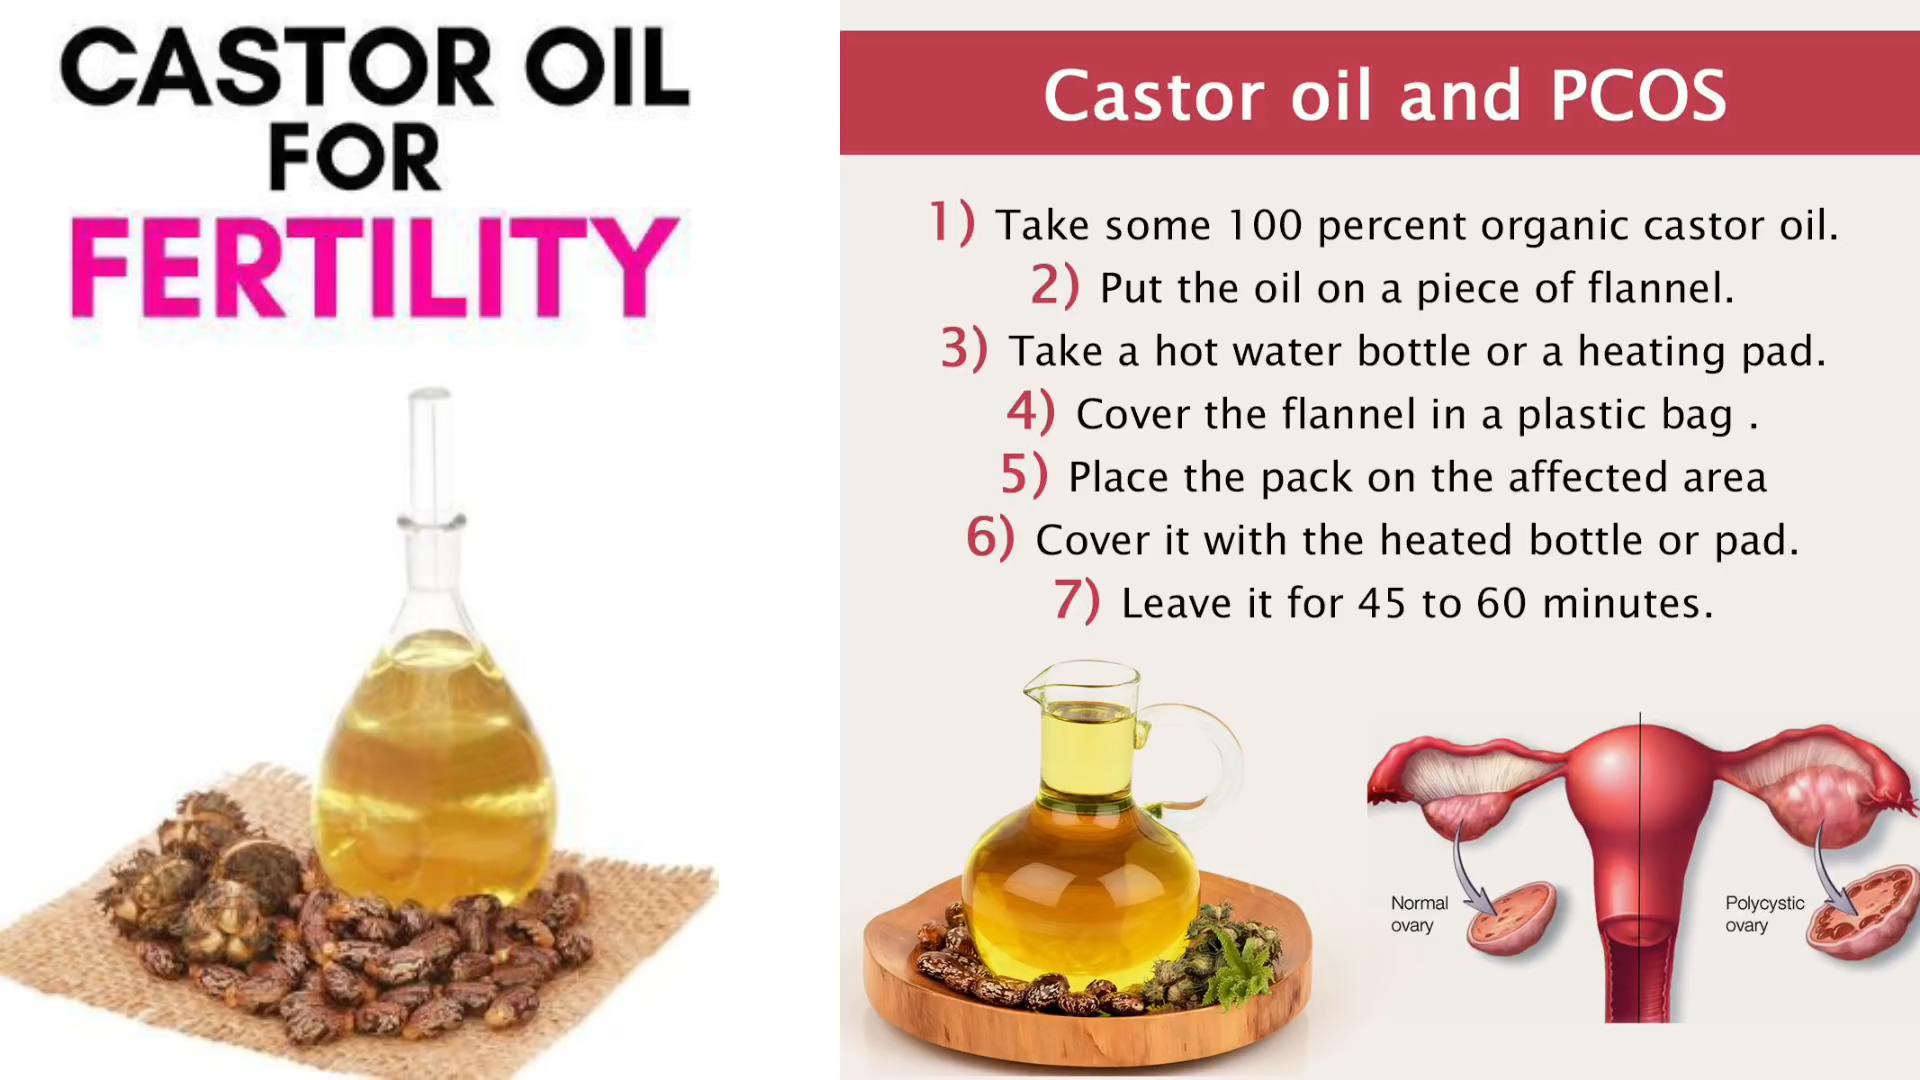 CASTOR OIL
FOR
FERTILITY
Castor oil and PCOS
1) Take some 100 percent organic castor oil.
2) Put the oil on a piece of flannel.
3) Take a hot water bottle or a heating pad.
4) Cover the flannel in a plastic bag .
5) Place the pack on the affected area
6) Cover it with the heated bottle or pad.
7) Leave it for 45 to 60 minutes.
Normal
ovary
Polycystic
ovary